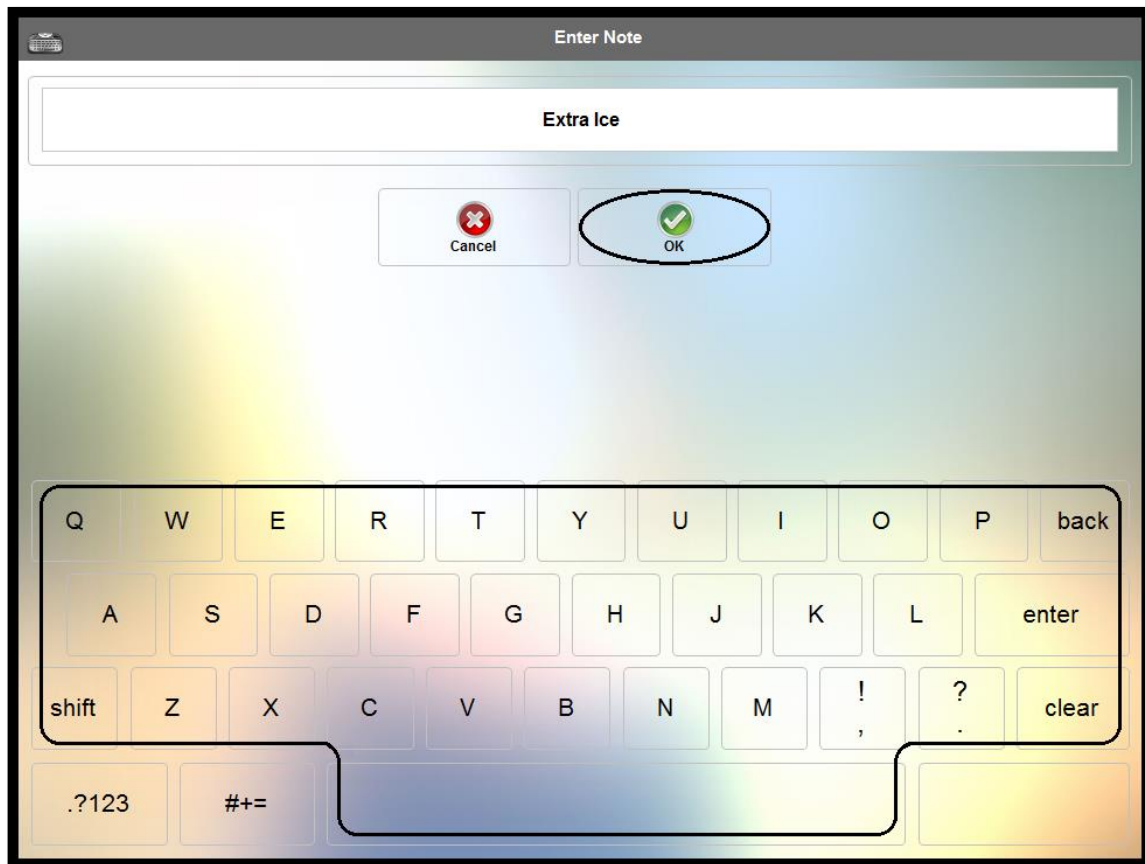 Enter Note
Extra Ice
Cancel OK
Q W E R T Y U I O P back
A S D F G H J K L enter
! ?
shift Z X C V B N M , . clear
.?123 #+=